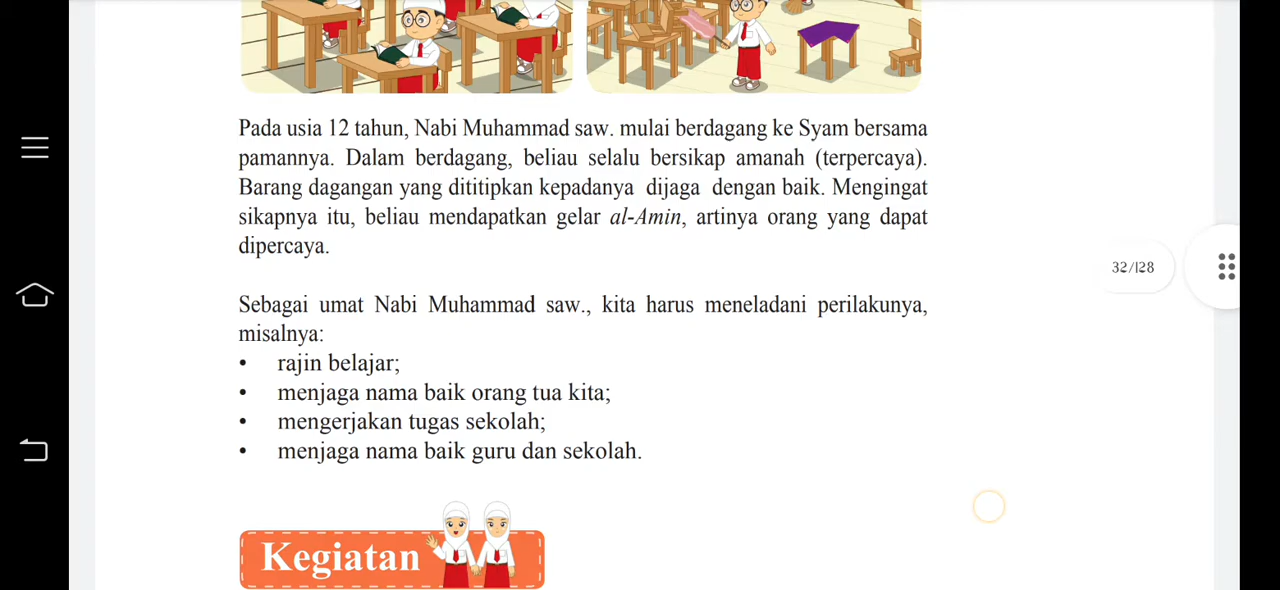 Pada usia 12 tahun, Nabi Muhammad saw. mulai berdagang ke Syam bersama
pamannya. Dalam berdagang, beliau selalu bersikap amanah (terpercaya).
Barang dagangan yang dititipkan kepadanya dijaga dengan baik. Mengingat
sikapnya itu, beliau mendapatkan gelar al-Amin, artinya orang yang dapat
dipercaya.
32/128
Sebagai umat Nabi Muhammad saw., kita harus meneladani perilakunya,
misalnya:
• rajin belajar;
• menjaga nama baik orang tua kita;
• mengerjakan tugas sekolah;
• menjaga nama baik guru dan sekolah.
Kegiatan